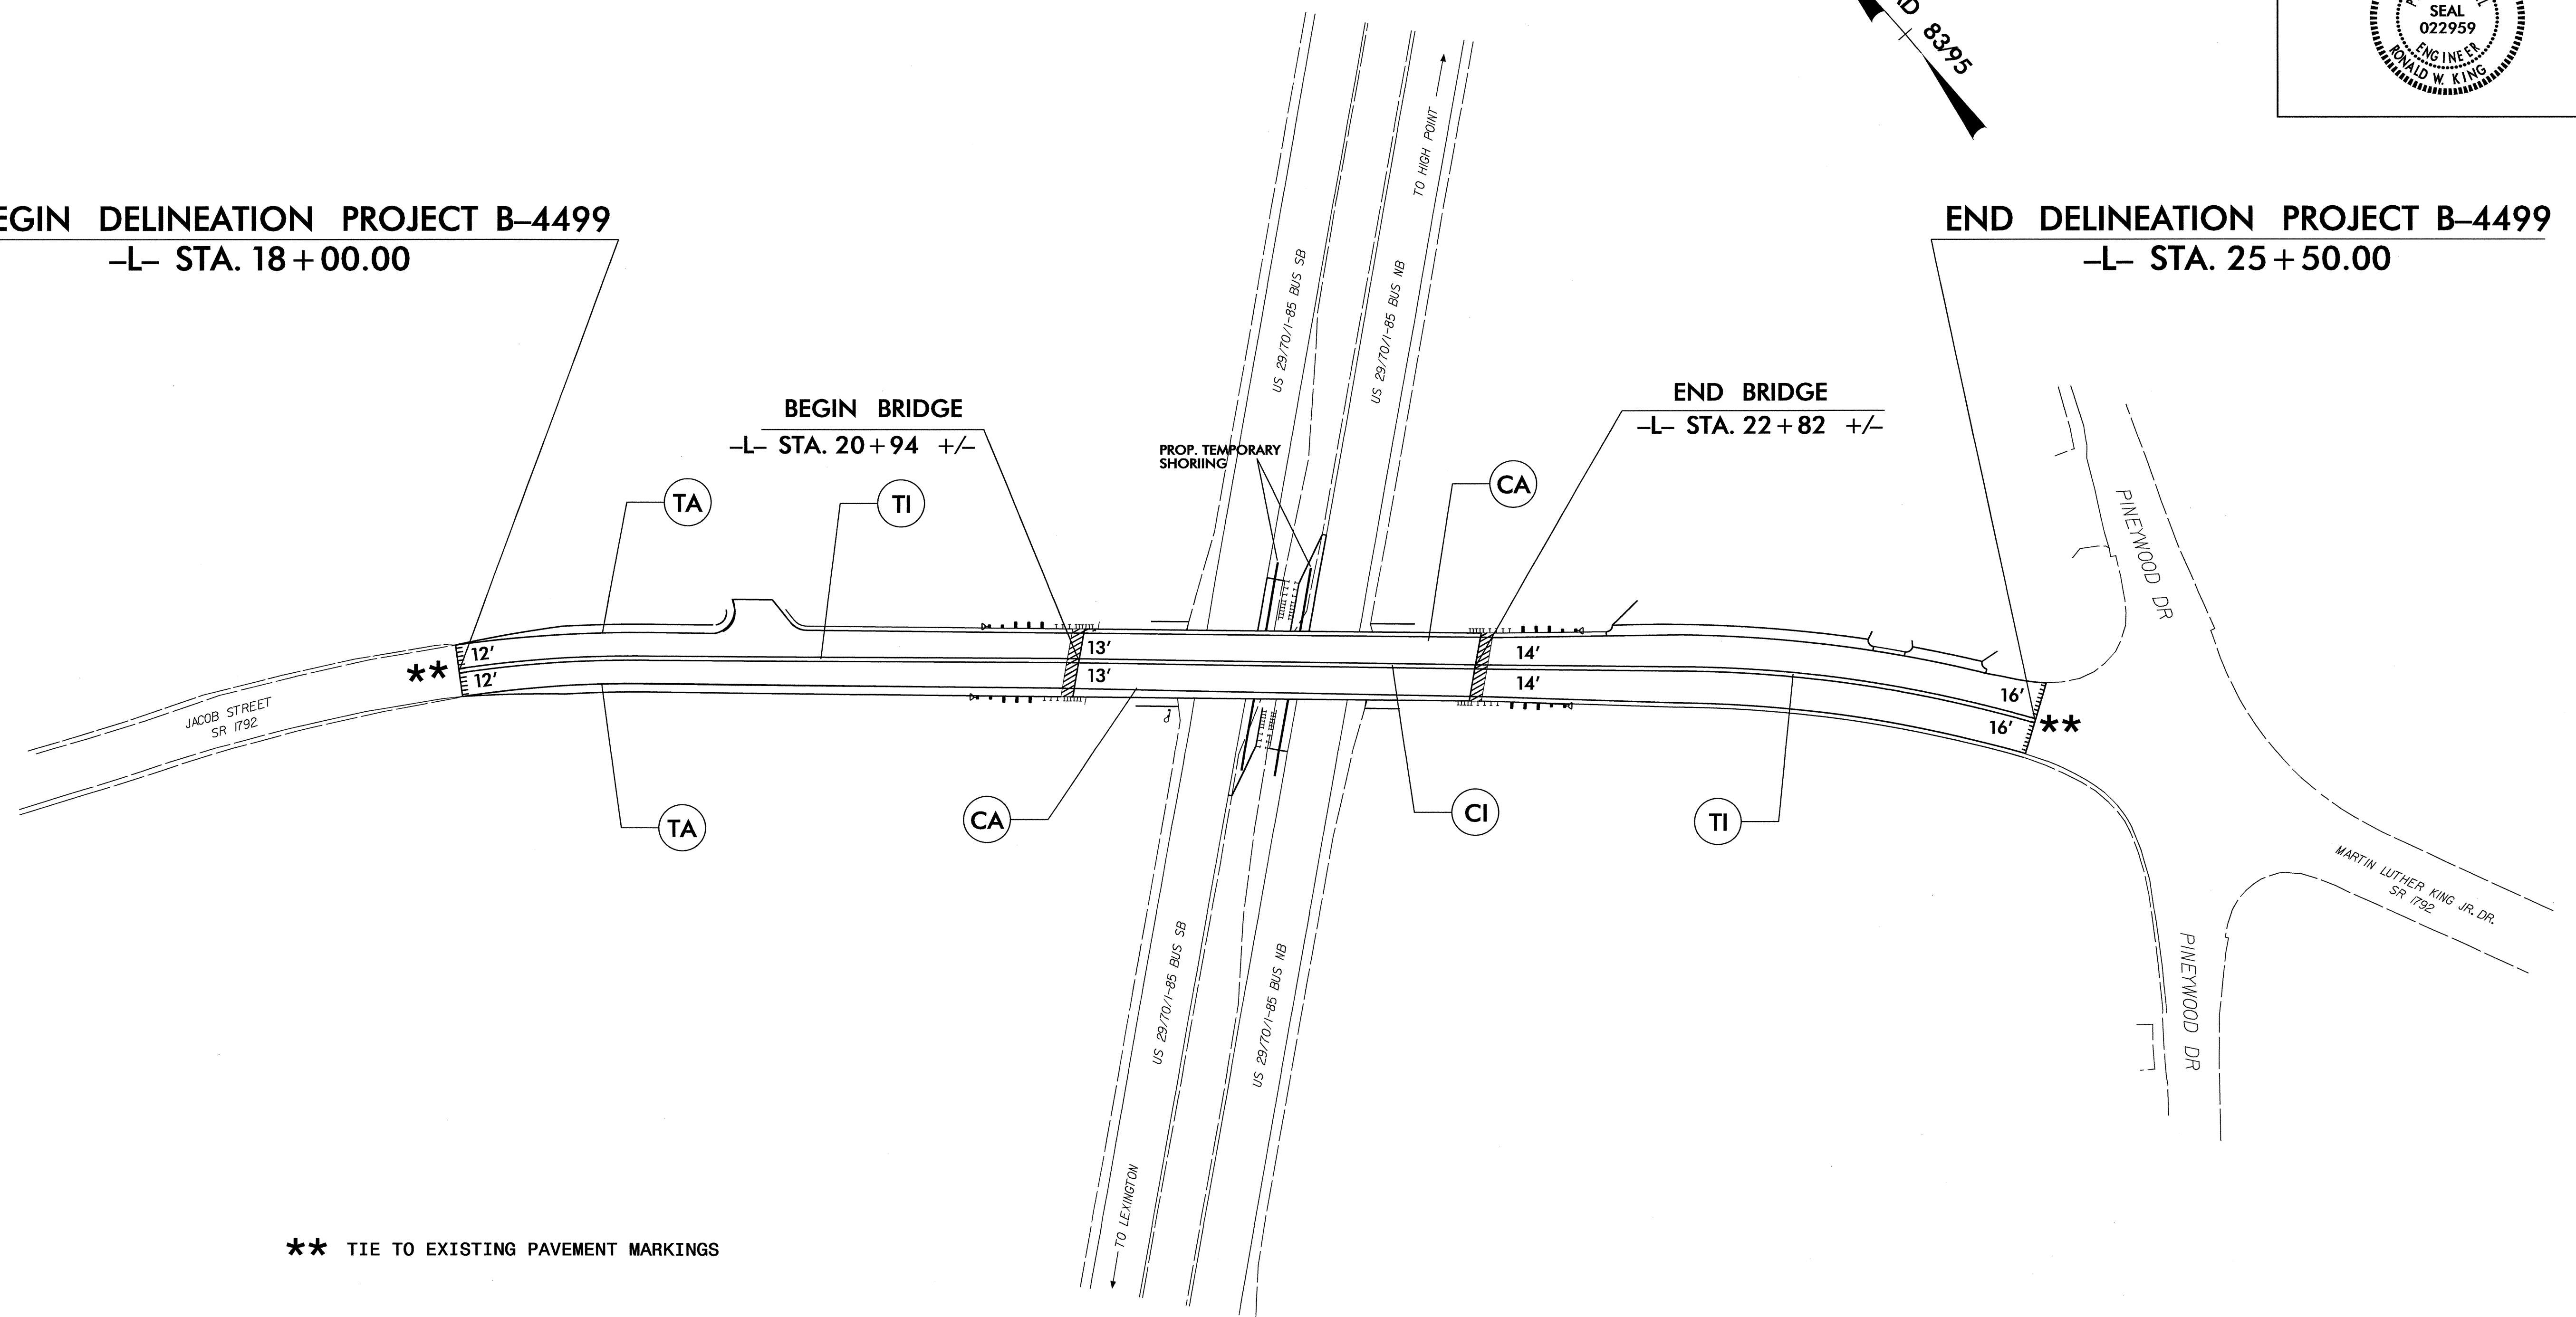 SEAL
022959
ENGINEER
RONALD W. KING
83/95
TO HIGH POINT
DELINEATION PROJECT B–4499
–L– STA. 18+00.00
END DELINEATION PROJECT B–4499
–L– STA. 25+50.00
US 29/70/I-85 BUS SB
US 29/70/I-85 BUS NB
BEGIN BRIDGE
–L– STA. 20+94 +/–
END BRIDGE
–L– STA. 22+82 +/–
PROP. TEMPORARY
SHORIING
TA
TI
CA
PINEYWOOD DR
12'
12'
13'
13'
14'
14'
16'
16'
**
**
JACOB STREET
SR 1792
TA
CA
CI
TI
MARTIN LUTHER KING JR. DR.
SR 1792
US 29/70/I-85 BUS SB
US 29/70/I-85 BUS NB
PINEYWOOD DR
TO LEXINGTON
** TIE TO EXISTING PAVEMENT MARKINGS